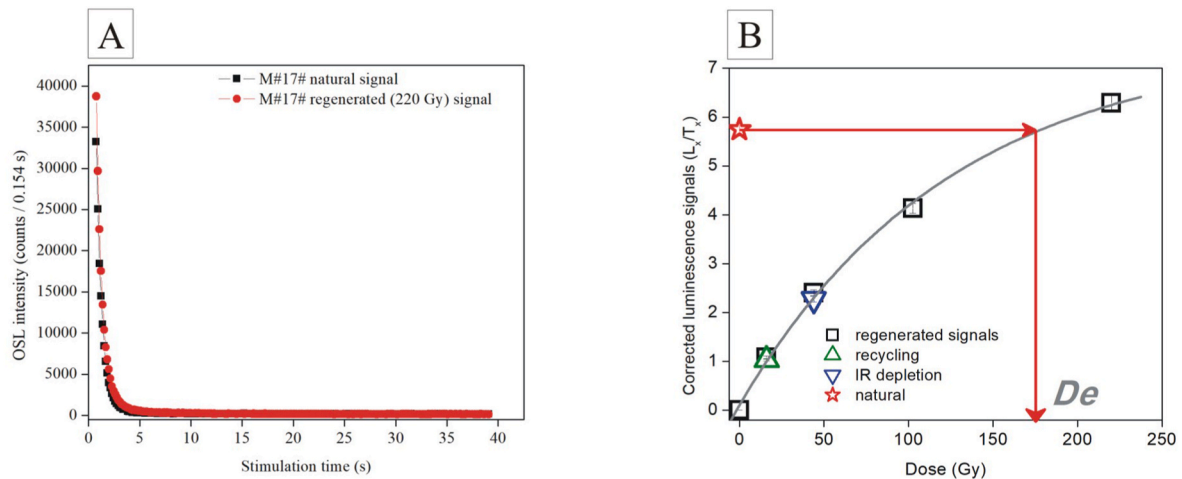 A
M#17# natural signal
M#17# regenerated (220 Gy) signal
40000
35000
30000
25000
20000
15000
10000
5000
0
0 5 10 15 20 25 30 35 40
OSL intensity (counts / 0.154 s)
Stimulation time (s)
B
7
6
5
4
3
2
1
0
0 50 100 150 200 250
Corrected luminescence signals (Lx/Tx)
Dose (Gy)
regenerated signals
recycling
IR depletion
natural
De